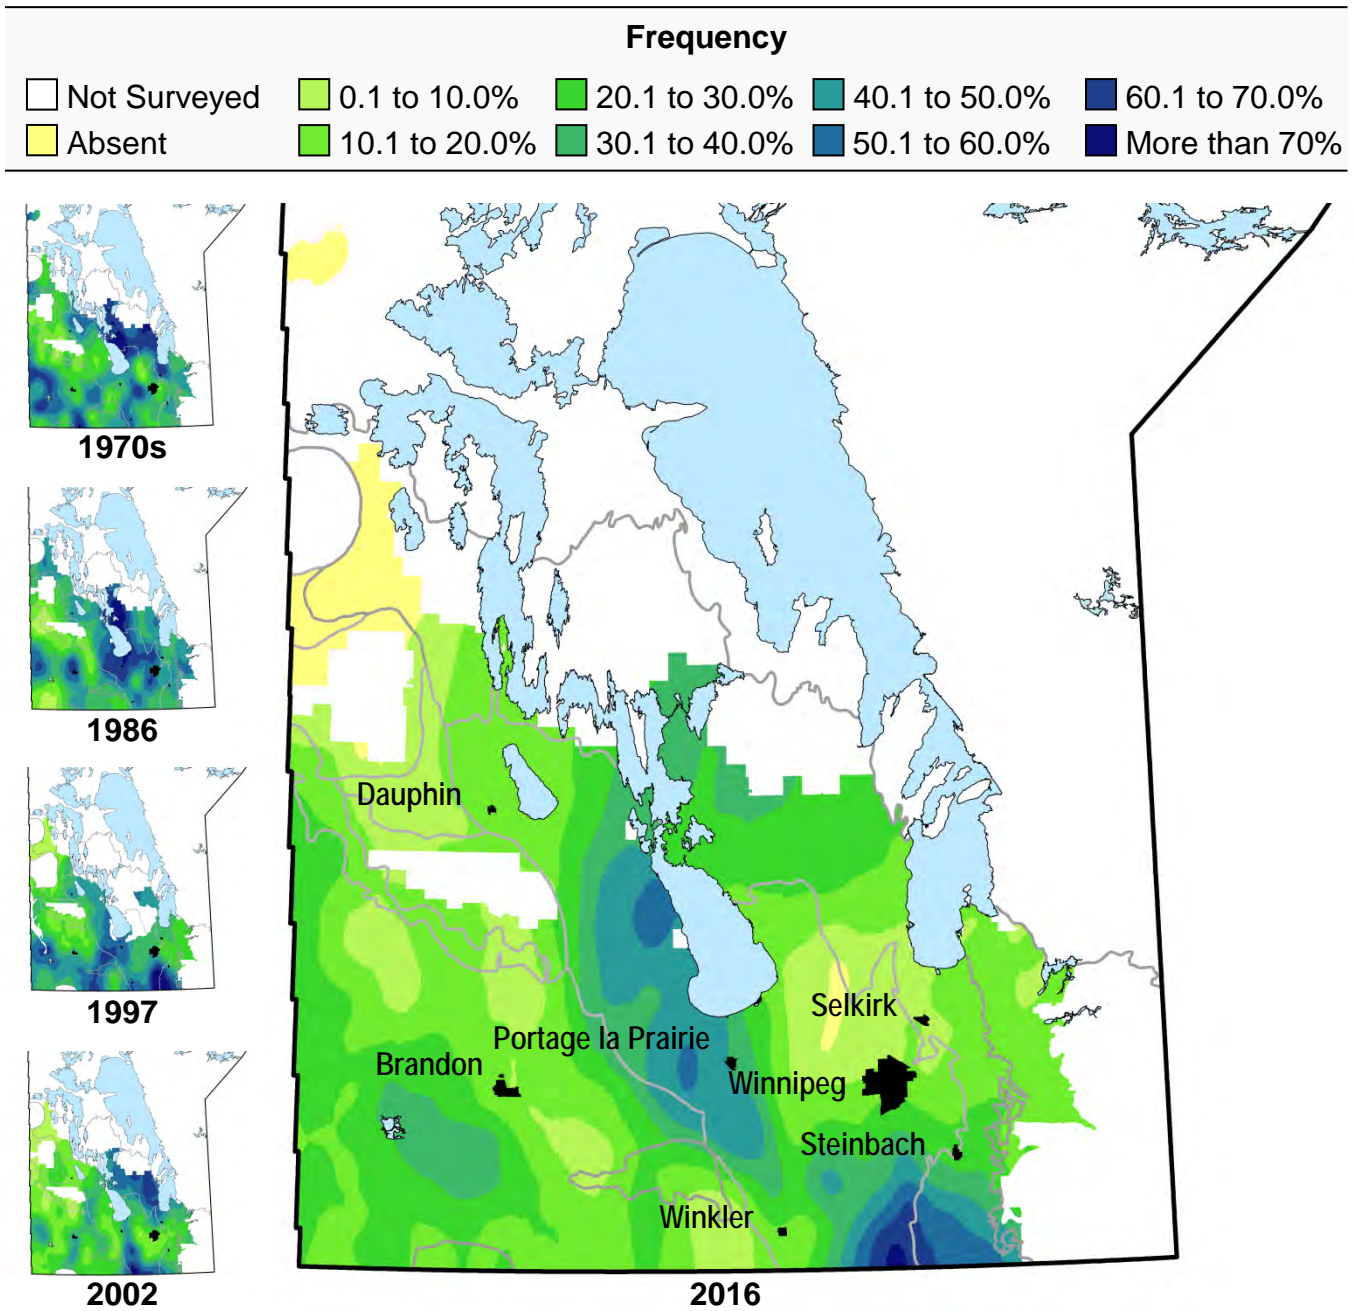 Frequency
Not Surveyed 0.1 to 10.0% 20.1 to 30.0% 40.1 to 50.0% 60.1 to 70.0%
Absent 10.1 to 20.0% 30.1 to 40.0% 50.1 to 60.0% More than 70%
1970s
1986
1997
2002
Dauphin
Selkirk
Portage la Prairie
Brandon
Winnipeg
Steinbach
Winkler
2016